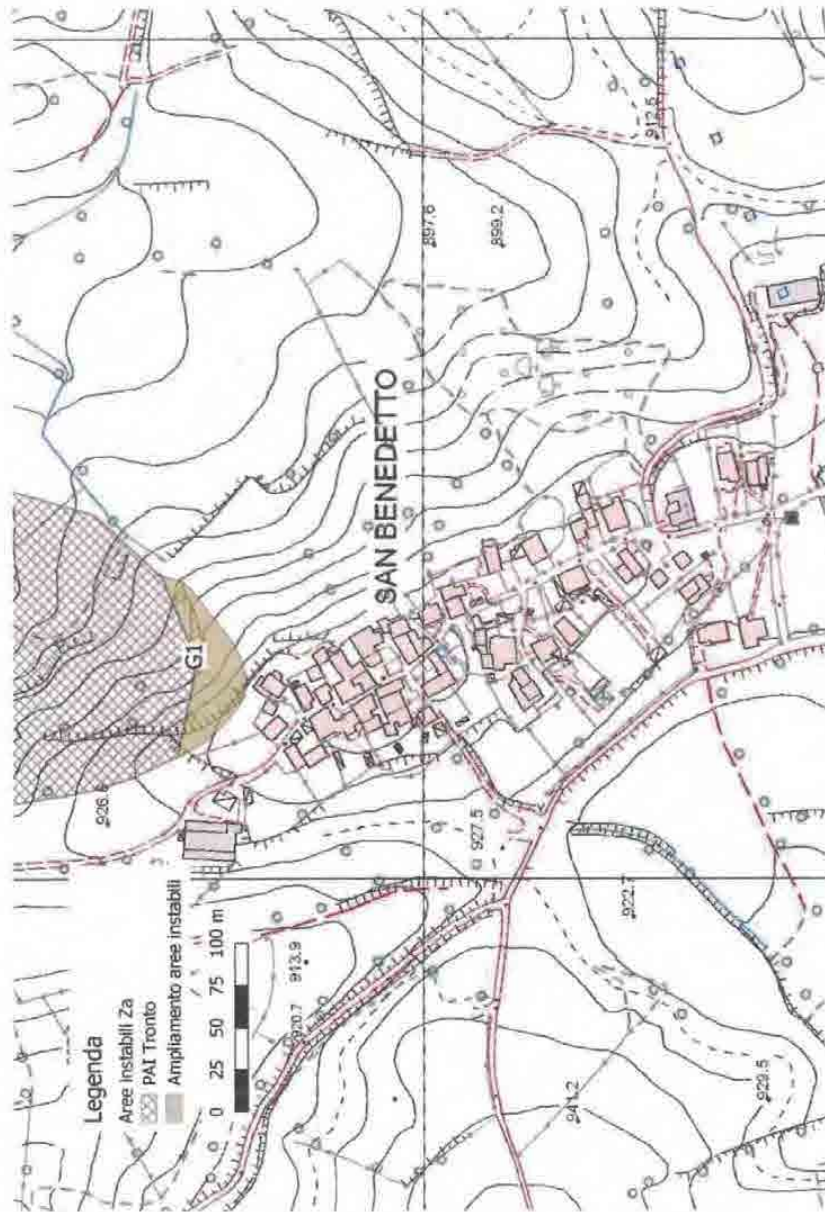 Legenda
Aree instabili Za
PAI Tronto
Ampliamento aree instabili
0 25 50 75 100 m
G1
SAN BENEDETTO
926.8
913.9
920.7
927.5
922.7
941.2
929.5
897.6
899.2
912.5